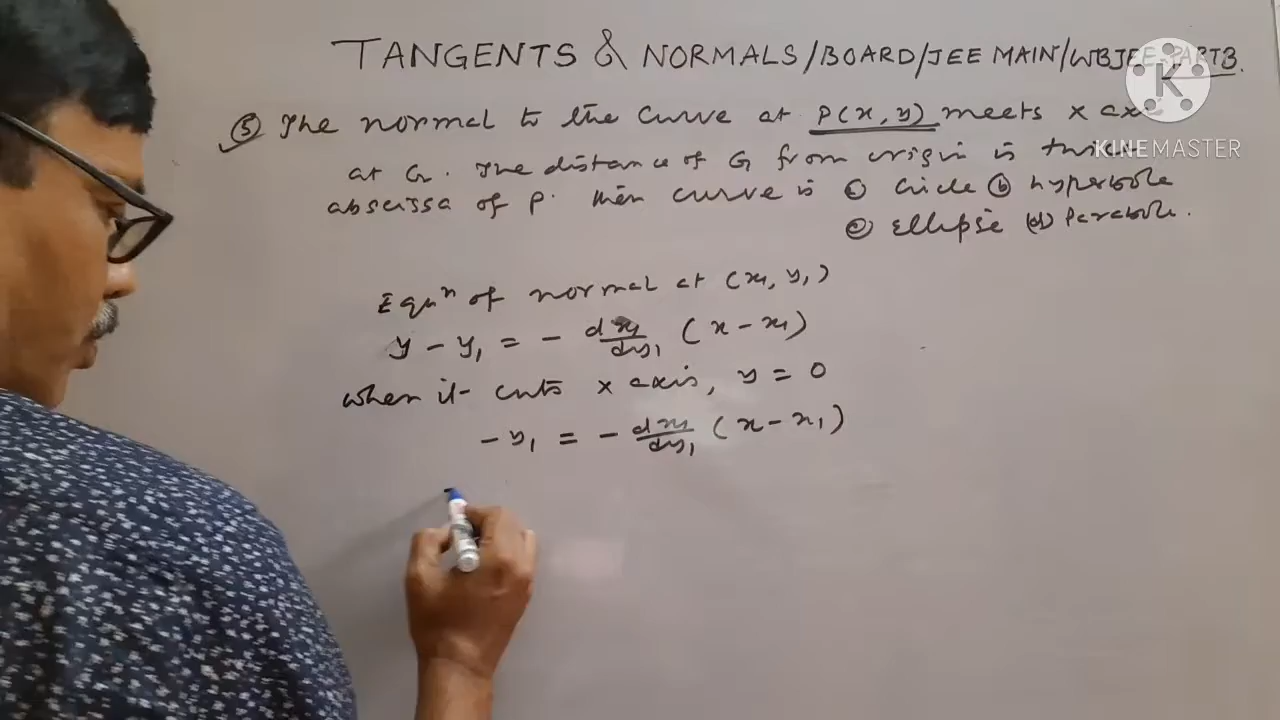 TANGENTS & NORMALS/BOARD/JEE MAIN/WBJEE PART3.
K
KINEMASTER
⑤ The normal to the curve at P(x, y) meets x axis
at G. The distance of G from origin is twice
abscissa of P. then curve is ⓐ circle ⓑ hyperbola
ⓒ ellipse (d) Parabola.
Equⁿ of normal at (x₁, y₁)
y - y₁ = - dx₁/dy₁ (x - x₁)
when it cuts x axis, y = 0
- y₁ = - dx₁/dy₁ (x - x₁)